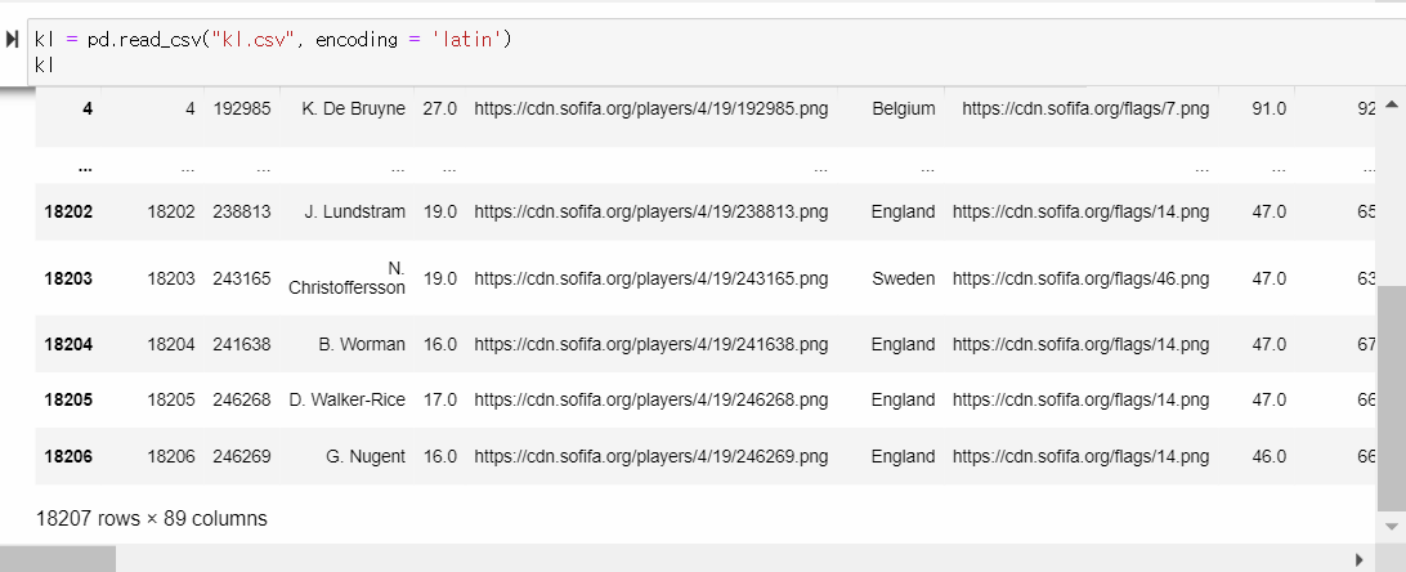 kl = pd.read_csv("kl.csv", encoding = 'latin')
kl
4 4 192985 K. De Bruyne 27.0 https://cdn.sofifa.org/players/4/19/192985.png Belgium https://cdn.sofifa.org/flags/7.png 91.0 92
... ... ... ... ... ... ... ... ... ...
18202 18202 238813 J. Lundstram 19.0 https://cdn.sofifa.org/players/4/19/238813.png England https://cdn.sofifa.org/flags/14.png 47.0 65
18203 18203 243165 N. Christoffersson 19.0 https://cdn.sofifa.org/players/4/19/243165.png Sweden https://cdn.sofifa.org/flags/46.png 47.0 63
18204 18204 241638 B. Worman 16.0 https://cdn.sofifa.org/players/4/19/241638.png England https://cdn.sofifa.org/flags/14.png 47.0 67
18205 18205 246268 D. Walker-Rice 17.0 https://cdn.sofifa.org/players/4/19/246268.png England https://cdn.sofifa.org/flags/14.png 47.0 66
18206 18206 246269 G. Nugent 16.0 https://cdn.sofifa.org/players/4/19/246269.png England https://cdn.sofifa.org/flags/14.png 46.0 66
18207 rows × 89 columns